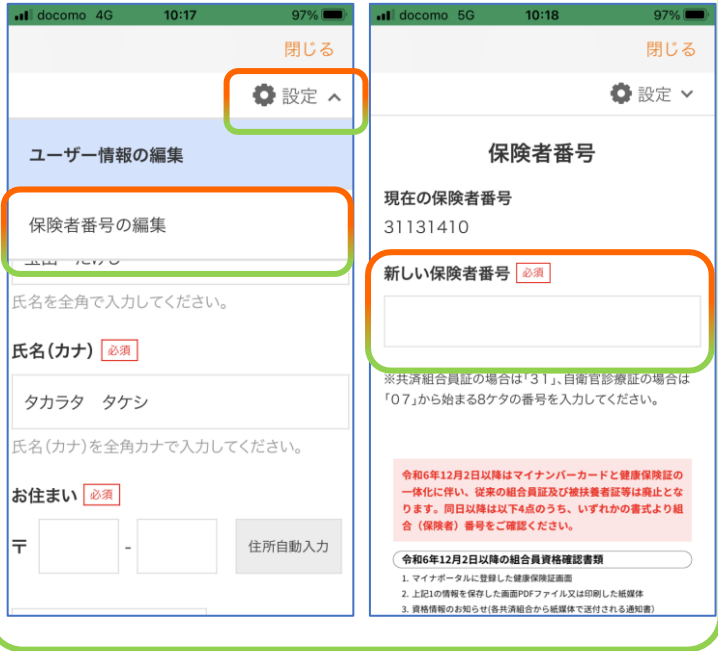 docomo 4G 10:17 97%
閉じる
設定
ユーザー情報の編集
保険者番号の編集
氏名を全角で入力してください。
氏名(カナ) 必須
タカラタ タケシ
氏名(カナ)を全角カナで入力してください。
お住まい 必須
〒 - 住所自動入力
docomo 5G 10:18 97%
閉じる
設定
保険者番号
現在の保険者番号
31131410
新しい保険者番号 必須
※共済組合員証の場合は「31」、自衛官診療証の場合は
「07」から始まる8ケタの番号を入力してください。
令和6年12月2日以降はマイナンバーカードと健康保険証の
一体化に伴い、従来の組合員証及び被扶養者証等は廃止とな
ります。同日以降は以下4点のうち、いずれかの書式より組
合（保険者）番号をご確認ください。
令和6年12月2日以降の組合員資格確認書類
1. マイナポータルに登録した健康保険証画面
2. 上記1の情報を保存した画面PDFファイル又は印刷した紙媒体
3. 資格情報のお知らせ(各共済組合から紙媒体で送付される通知書)